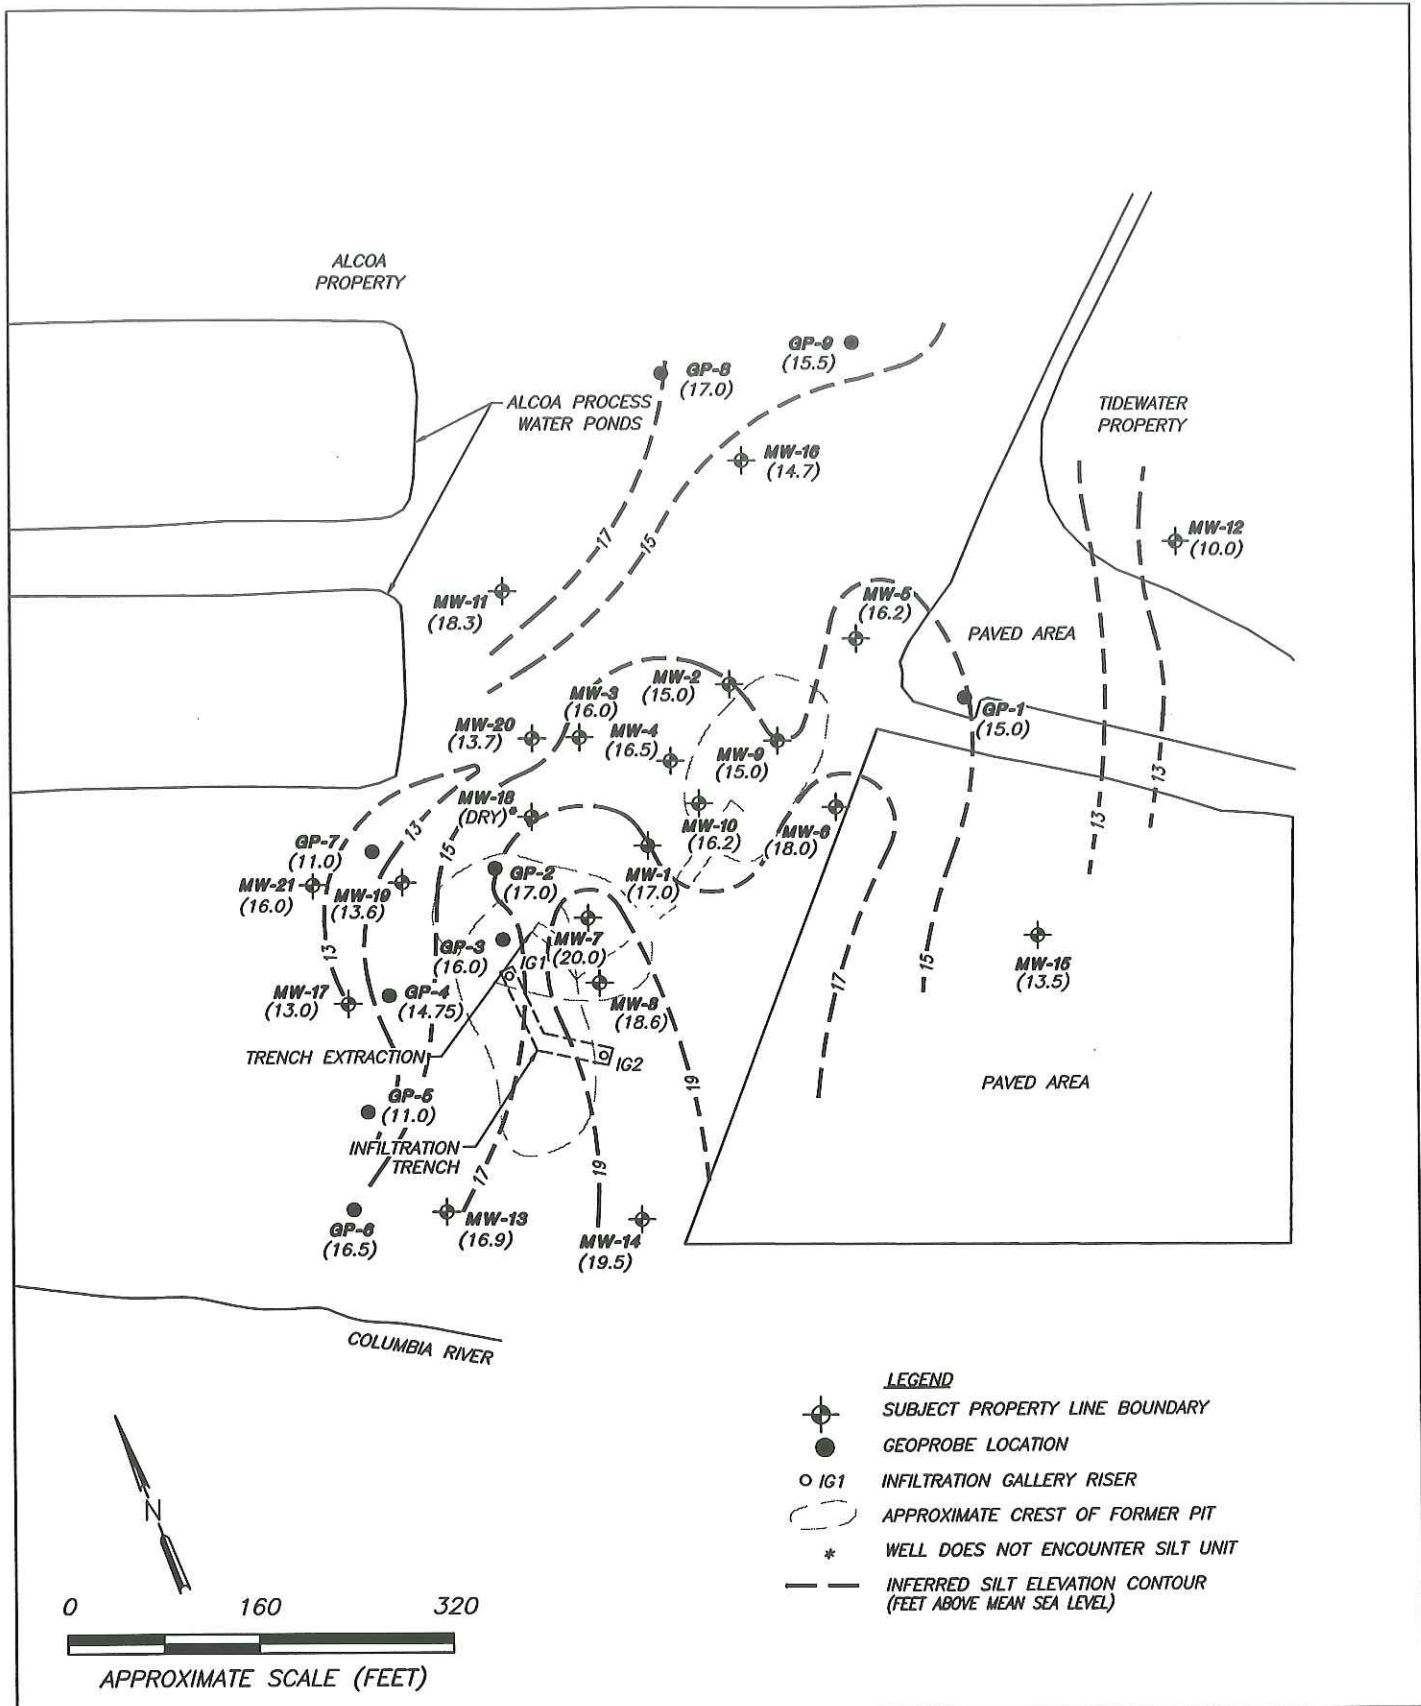 ALCOA
PROPERTY
GP-9
(15.5)
GP-8
(17.0)
ALCOA PROCESS
WATER PONDS
TIDEWATER
PROPERTY
MW-16
(14.7)
MW-12
(10.0)
17
15
MW-11
(18.3)
MW-5
(16.2)
PAVED AREA
MW-2
(15.0)
MW-3
(16.0)
GP-1
(15.0)
MW-20
(13.7)
MW-4
(16.5)
MW-9
(15.0)
13
13
MW-18
(DRY)*
13
15
MW-10
(16.2)
MW-6
(18.0)
GP-7
(11.0)
GP-2
(17.0)
MW-1
(17.0)
MW-21
(16.0)
MW-19
(13.6)
13
GP-3
(16.0)
IG1
MW-7
(20.0)
MW-15
(13.5)
15
17
MW-17
(13.0)
GP-4
(14.75)
MW-8
(18.6)
TRENCH EXTRACTION
IG2
19
PAVED AREA
GP-5
(11.0)
INFILTRATION
TRENCH
17
19
GP-6
(16.5)
MW-13
(16.9)
MW-14
(19.5)
COLUMBIA RIVER
LEGEND
SUBJECT PROPERTY LINE BOUNDARY
GEOPROBE LOCATION
IG1 INFILTRATION GALLERY RISER
APPROXIMATE CREST OF FORMER PIT
* WELL DOES NOT ENCOUNTER SILT UNIT
INFERRED SILT ELEVATION CONTOUR
(FEET ABOVE MEAN SEA LEVEL)
N
0 160 320
APPROXIMATE SCALE (FEET)